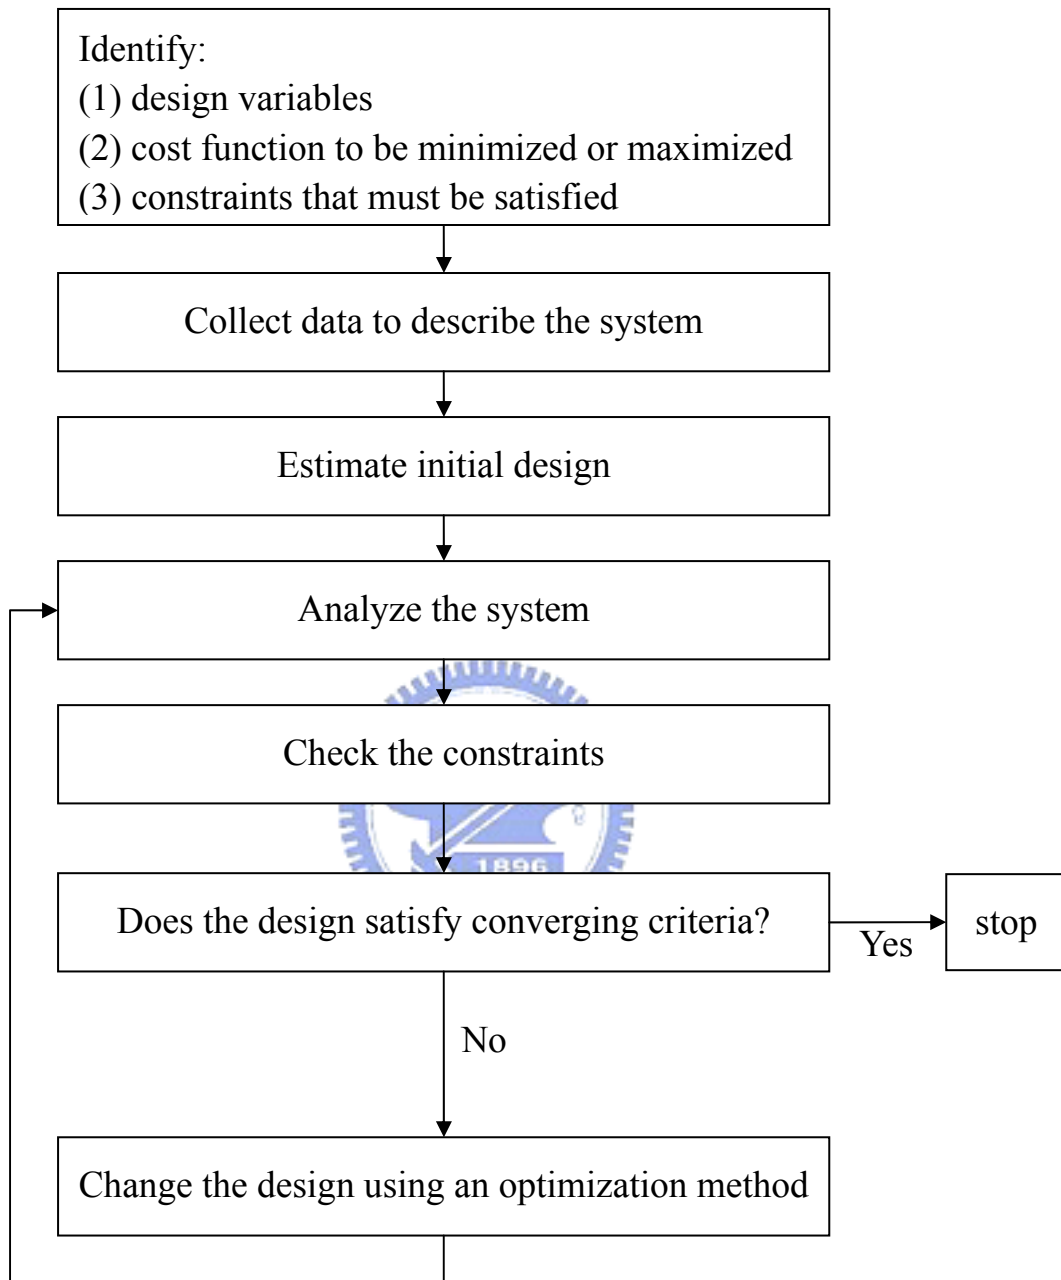 Identify:
(1) design variables
(2) cost function to be minimized or maximized
(3) constraints that must be satisfied
Collect data to describe the system
Estimate initial design
Analyze the system
Check the constraints
1896
Does the design satisfy converging criteria?
Yes
stop
No
Change the design using an optimization method